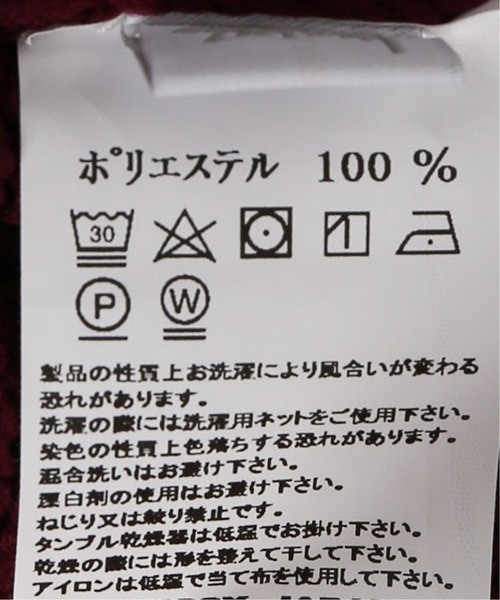 ポリエステル 100 %
30
P W
製品の性質上お洗濯により風合いが変わる
恐れがあります。
洗濯の際には洗濯用ネットをご使用下さい。
染色の性質上色落ちする恐れがあります。
混合洗いはお避け下さい。
漂白剤の使用はお避け下さい。
ねじり又は絞り禁止です。
タンブル乾燥器は低温でお掛け下さい。
乾燥の際には形を整えて干して下さい。
アイロンは低温で当て布を使用して下さい。